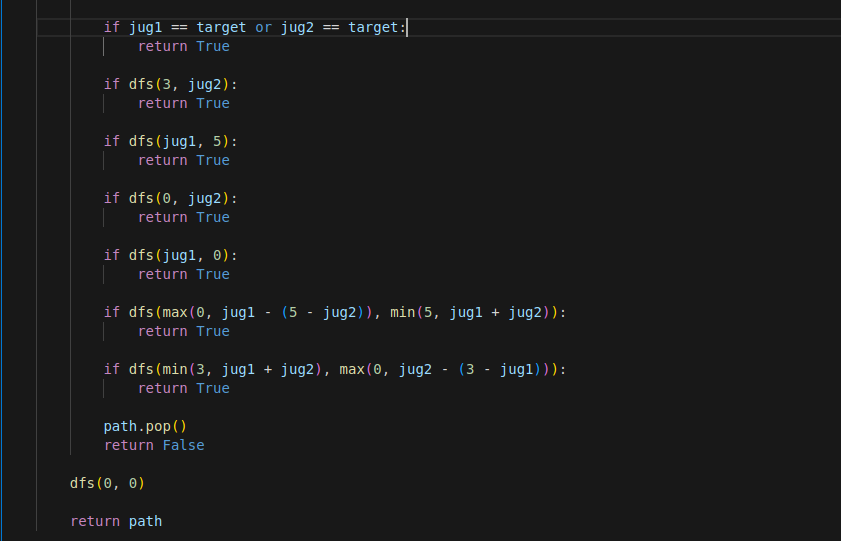 if jug1 == target or jug2 == target:
return True
if dfs(3, jug2):
return True
if dfs(jug1, 5):
return True
if dfs(0, jug2):
return True
if dfs(jug1, 0):
return True
if dfs(max(0, jug1 - (5 - jug2)), min(5, jug1 + jug2)):
return True
if dfs(min(3, jug1 + jug2), max(0, jug2 - (3 - jug1))):
return True
path.pop()
return False
dfs(0, 0)
return path